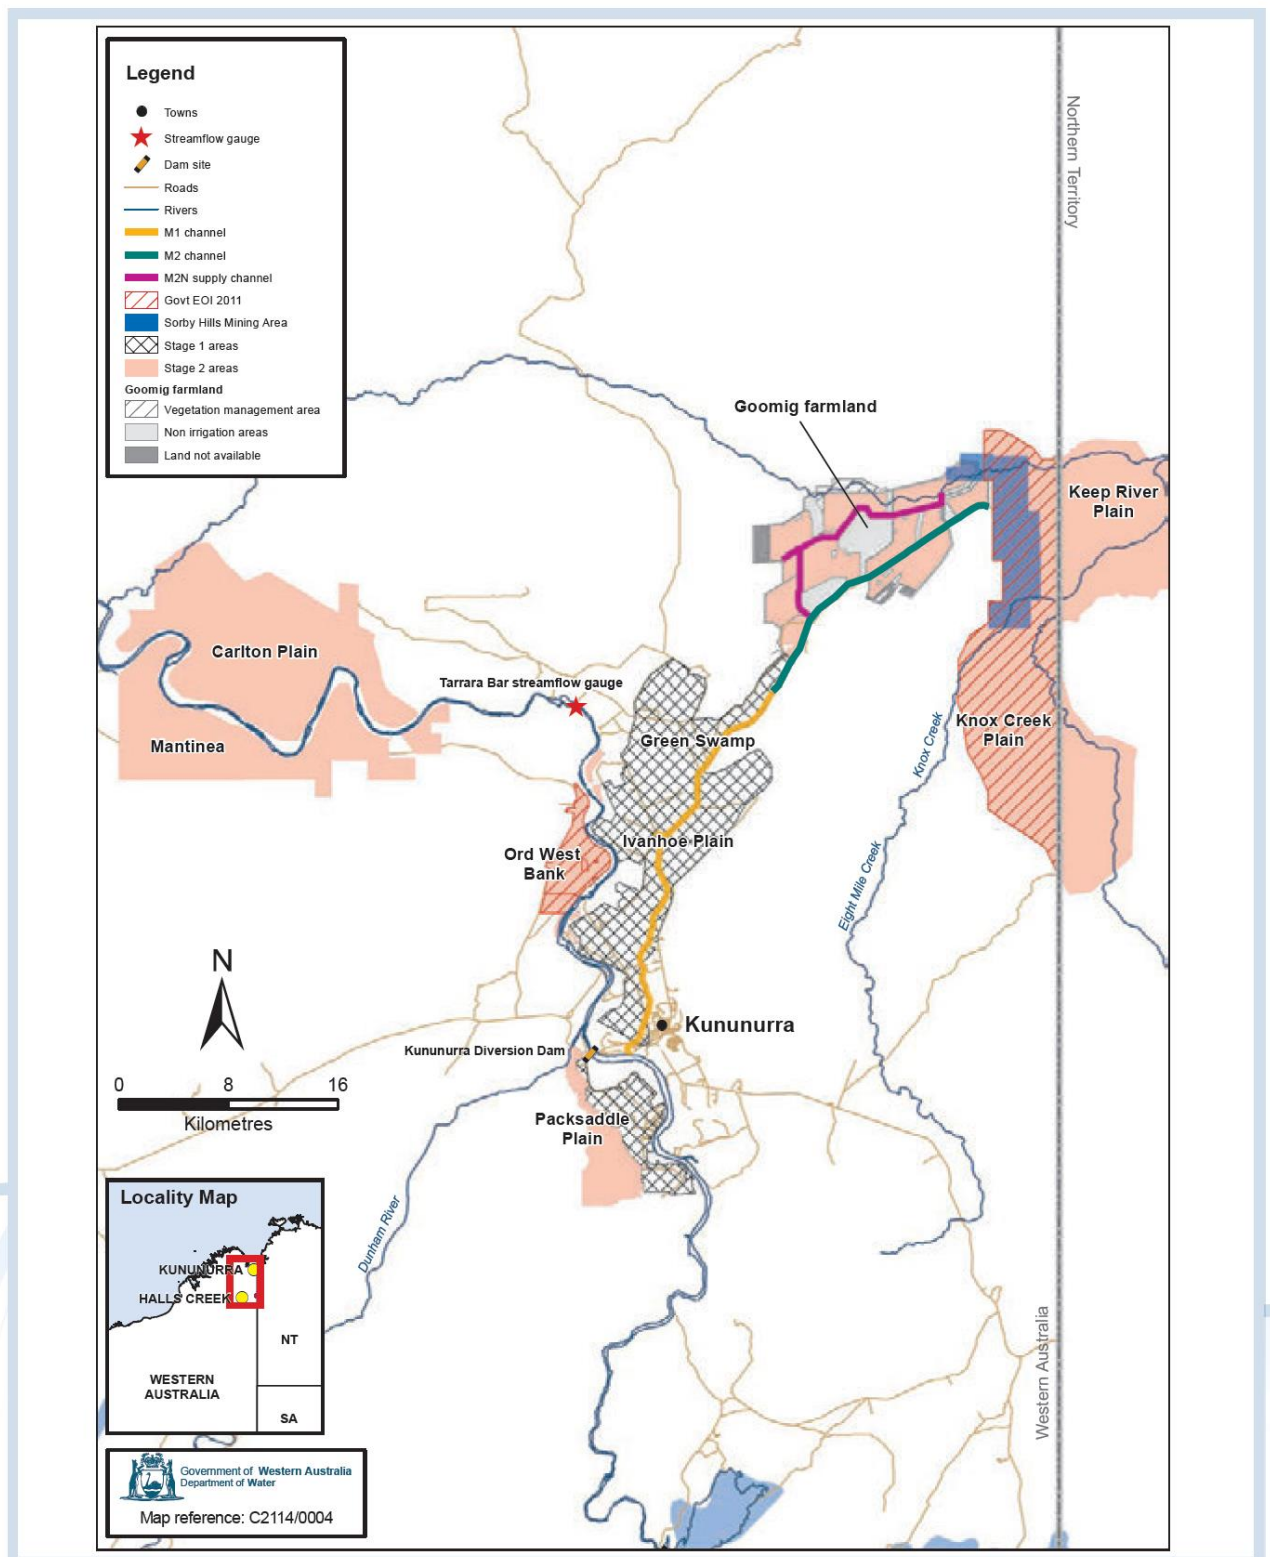 Legend
Towns
Streamflow gauge
Dam site
Roads
Rivers
M1 channel
M2 channel
M2N supply channel
Govt EOI 2011
Sorby Hills Mining Area
Stage 1 areas
Stage 2 areas
Goomig farmland
Vegetation management area
Non irrigation areas
Land not available
Northern Territory
Goomig farmland
Keep River
Plain
Carlton Plain
Tarrara Bar streamflow gauge
Mantinea
Green Swamp
Knox Creek
Knox Creek
Plain
Ivanhoe Plain
Ord West
Bank
Eight Mile Creek
N
Kununurra
Kununurra Diversion Dam
0 8 16
Kilometres
Packsaddle
Plain
Dunham River
Western Australia
Locality Map
KUNUNURRA
HALLS CREEK
NT
WESTERN
AUSTRALIA
SA
Government of Western Australia
Department of Water
Map reference: C2114/0004